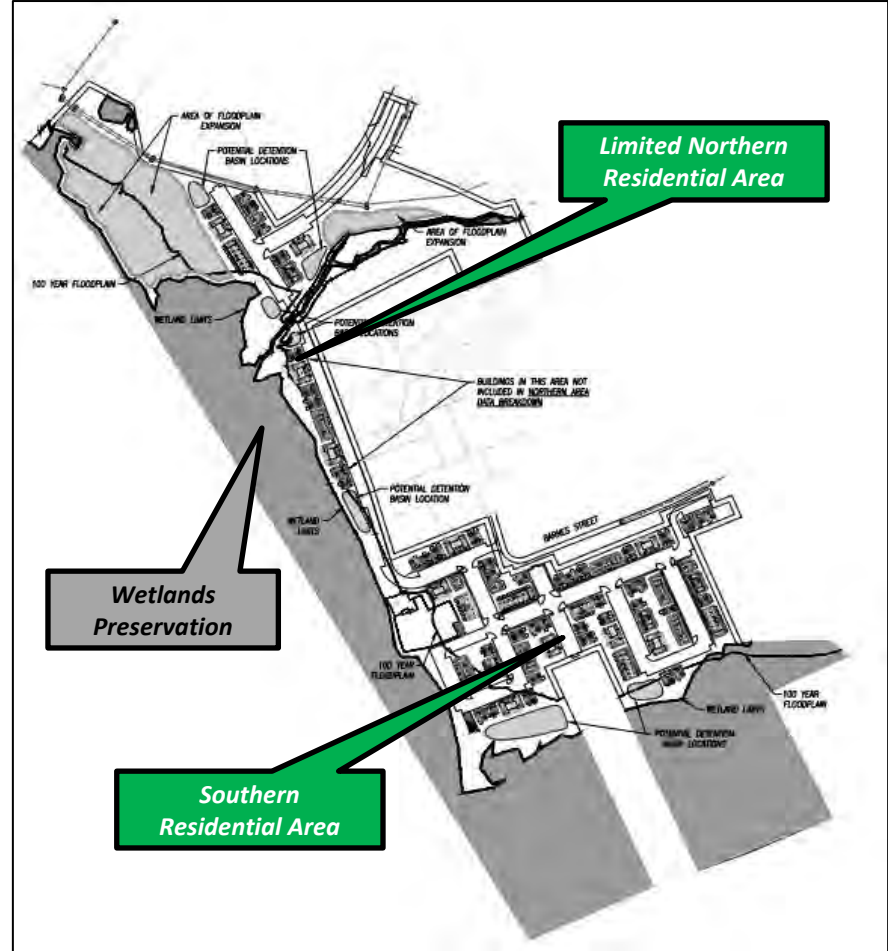 AREA OF FLOODPLAIN
EXPANSION
POTENTIAL DETENTION
BASIN LOCATIONS
Limited Northern
Residential Area
AREA OF FLOODPLAIN
EXPANSION
100 YEAR FLOODPLAIN
WETLAND LIMITS
POTENTIAL DETENTION
BASIN LOCATIONS
BUILDINGS IN THIS AREA NOT
INCLUDED IN NORTHERN AREA
DATA BREAKDOWN
POTENTIAL DETENTION
BASIN LOCATION
WETLAND
LIMITS
BARNES STREET
Wetlands
Preservation
100 YEAR
FLOODPLAIN
100 YEAR
FLOODPLAIN
WETLAND LIMITS
POTENTIAL DETENTION
LOCATIONS
Southern
Residential Area